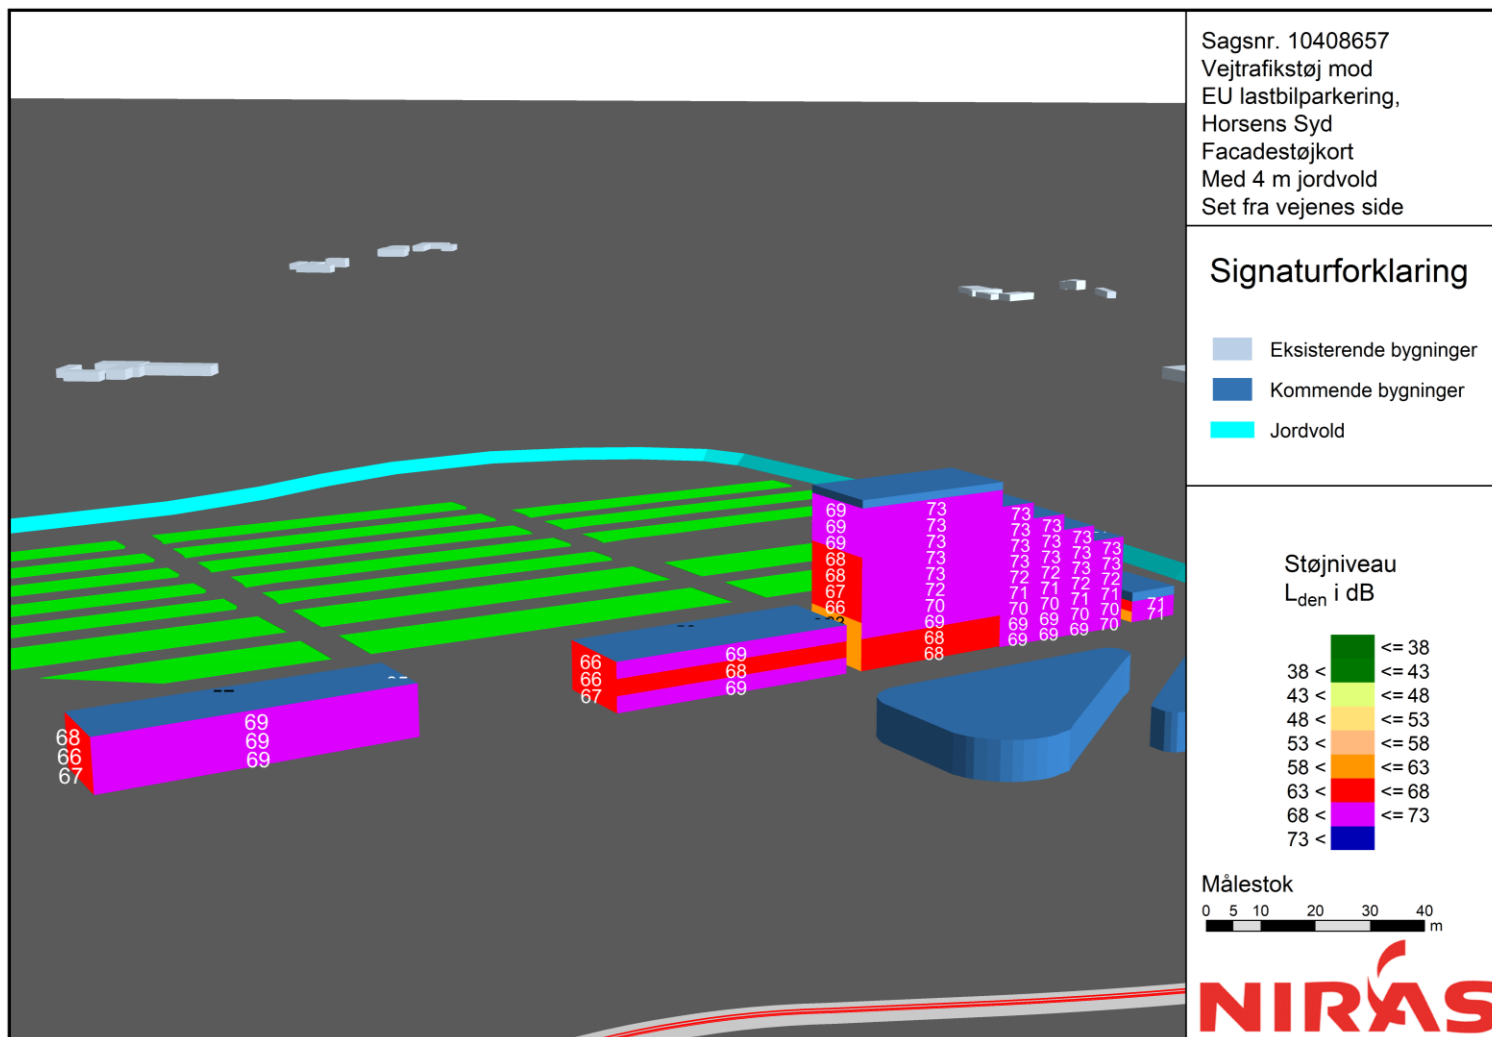 Sagsnr. 10408657
Vejtrafikstøj mod
EU lastbilparkering,
Horsens Syd
Facadestøjkort
Med 4 m jordvold
Set fra vejenes side
Signaturforklaring
Eksisterende bygninger
Kommende bygninger
Jordvold
Støjniveau
Lden i dB
<= 38
38 < <= 43
43 < <= 48
48 < <= 53
53 < <= 58
58 < <= 63
63 < <= 68
68 < <= 73
73 <
Målestok
0 5 10 20 30 40
m
NIRAS
69 73
69 73
69 73
68 73
68 73
67 72
66 70
69
68
68
73 73
73 73 73 73
73 73 73 73
72 72 72 72
71 71 71 71
70 70 70 70
69 69 69 70
71
66 69
66 68
67 69
68 69
66 69
67 69